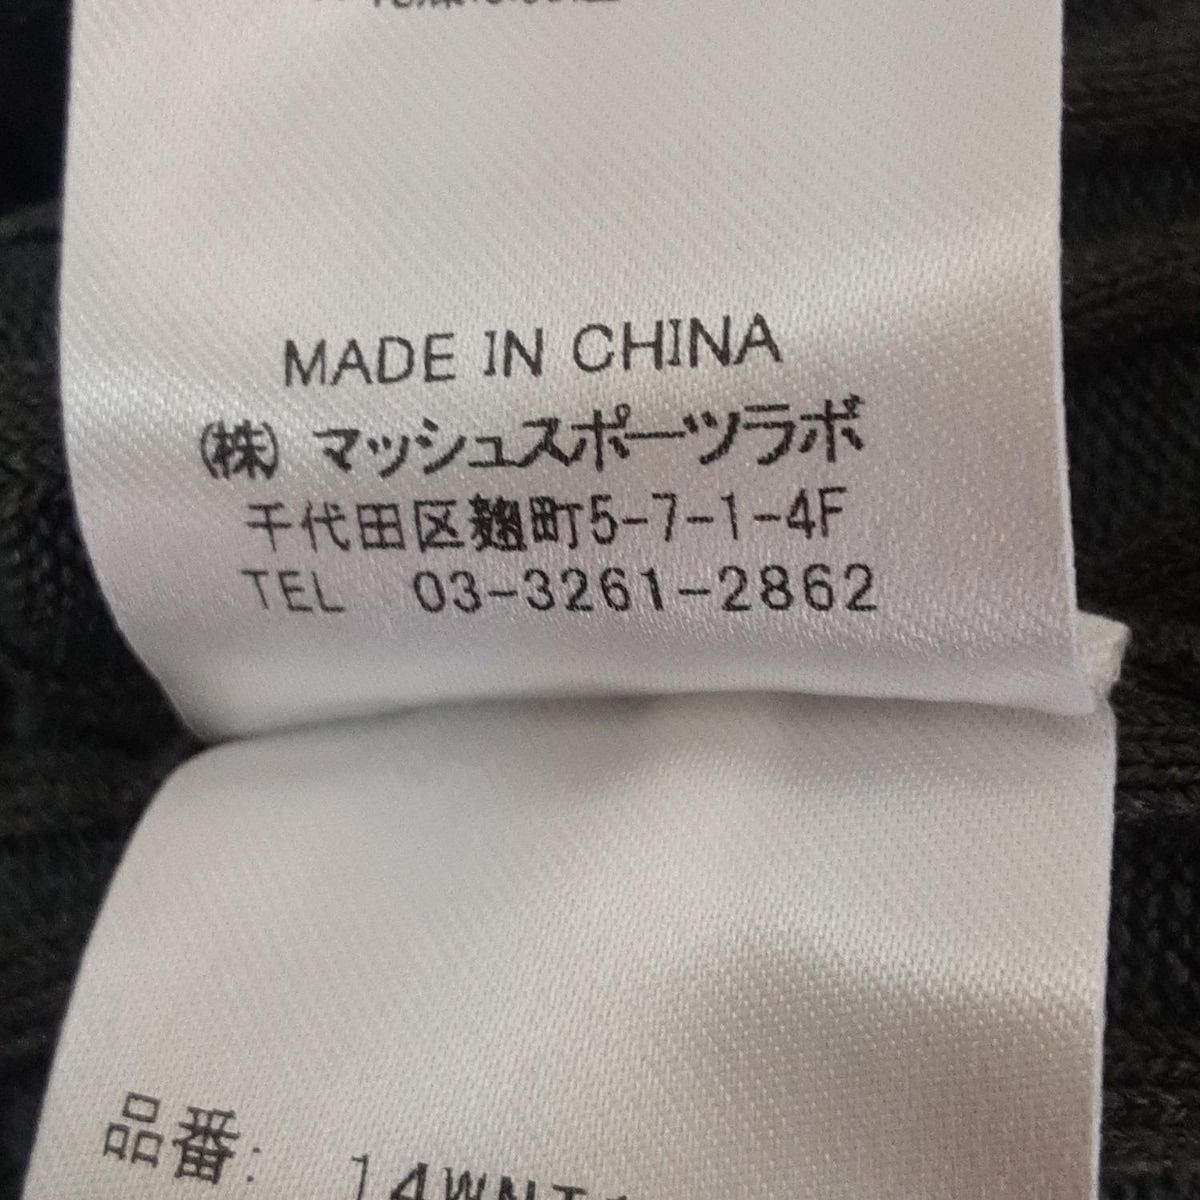 MADE IN CHINA
(株) マッシュスポーツラボ
千代田区麹町5-7-1-4F
TEL 03-3261-2862
品番: